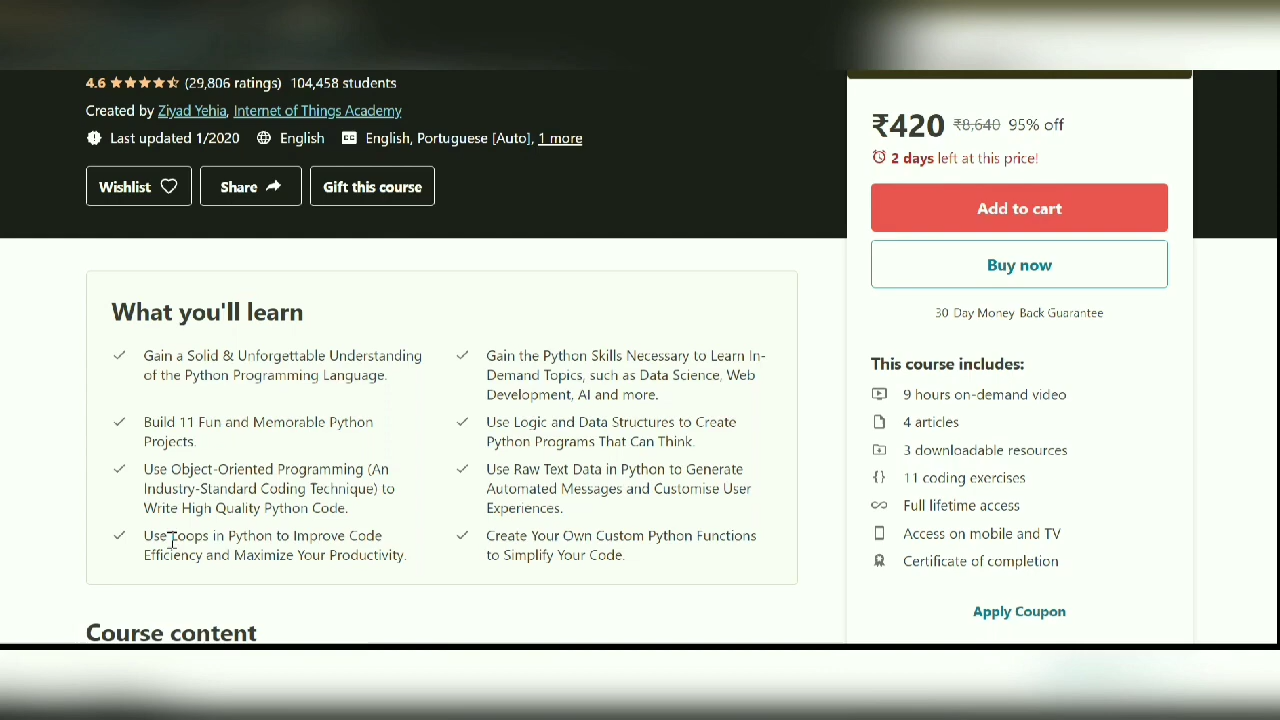 4.6 (29,806 ratings) 104,458 students
Created by Ziyad Yehia, Internet of Things Academy
Last updated 1/2020 English English, Portuguese [Auto], 1 more
Wishlist Share Gift this course
₹420 ₹8,640 95% off
2 days left at this price!
Add to cart
Buy now
30-Day Money-Back Guarantee
What you'll learn
Gain a Solid & Unforgettable Understanding
of the Python Programming Language.
Build 11 Fun and Memorable Python
Projects.
Use Object-Oriented Programming (An
Industry-Standard Coding Technique) to
Write High Quality Python Code.
Use Loops in Python to Improve Code
Efficiency and Maximize Your Productivity.
Gain the Python Skills Necessary to Learn In-
Demand Topics, such as Data Science, Web
Development, AI and more.
Use Logic and Data Structures to Create
Python Programs That Can Think.
Use Raw Text Data in Python to Generate
Automated Messages and Customise User
Experiences.
Create Your Own Custom Python Functions
to Simplify Your Code.
This course includes:
9 hours on-demand video
4 articles
3 downloadable resources
11 coding exercises
Full lifetime access
Access on mobile and TV
Certificate of completion
Apply Coupon
Course content